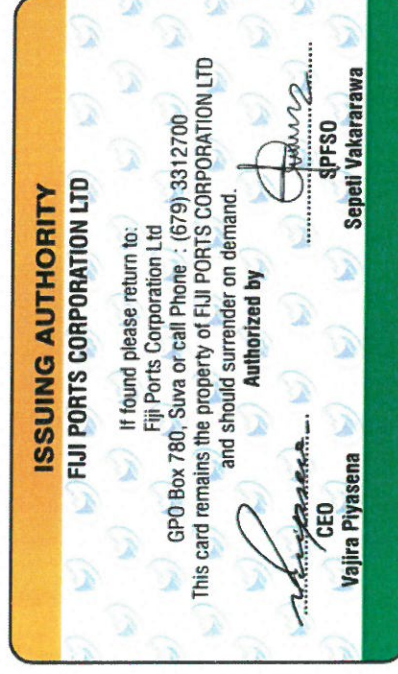 ISSUING AUTHORITY
FIJI PORTS CORPORATION LTD
If found please return to:
Fiji Ports Corporation Ltd
GPO Box 780, Suva or call Phone : (679) 3312700
This card remains the property of FIJI PORTS CORPORATION LTD
and should surrender on demand.
Authorized by
CEO
Vajira Piyasena
SPFSO
Sepeti Vakararawa